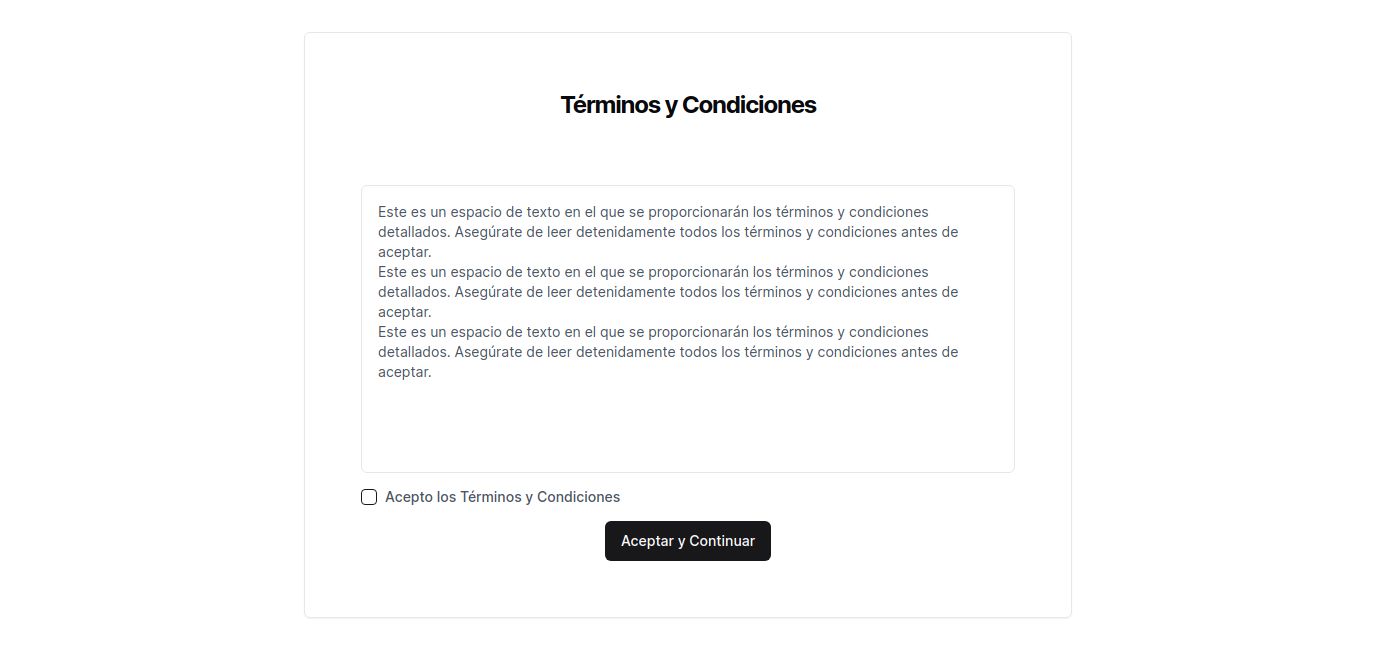 Términos y Condiciones
Este es un espacio de texto en el que se proporcionarán los términos y condiciones
detallados. Asegúrate de leer detenidamente todos los términos y condiciones antes de
aceptar.
Este es un espacio de texto en el que se proporcionarán los términos y condiciones
detallados. Asegúrate de leer detenidamente todos los términos y condiciones antes de
aceptar.
Este es un espacio de texto en el que se proporcionarán los términos y condiciones
detallados. Asegúrate de leer detenidamente todos los términos y condiciones antes de
aceptar.
Acepto los Términos y Condiciones
Aceptar y Continuar